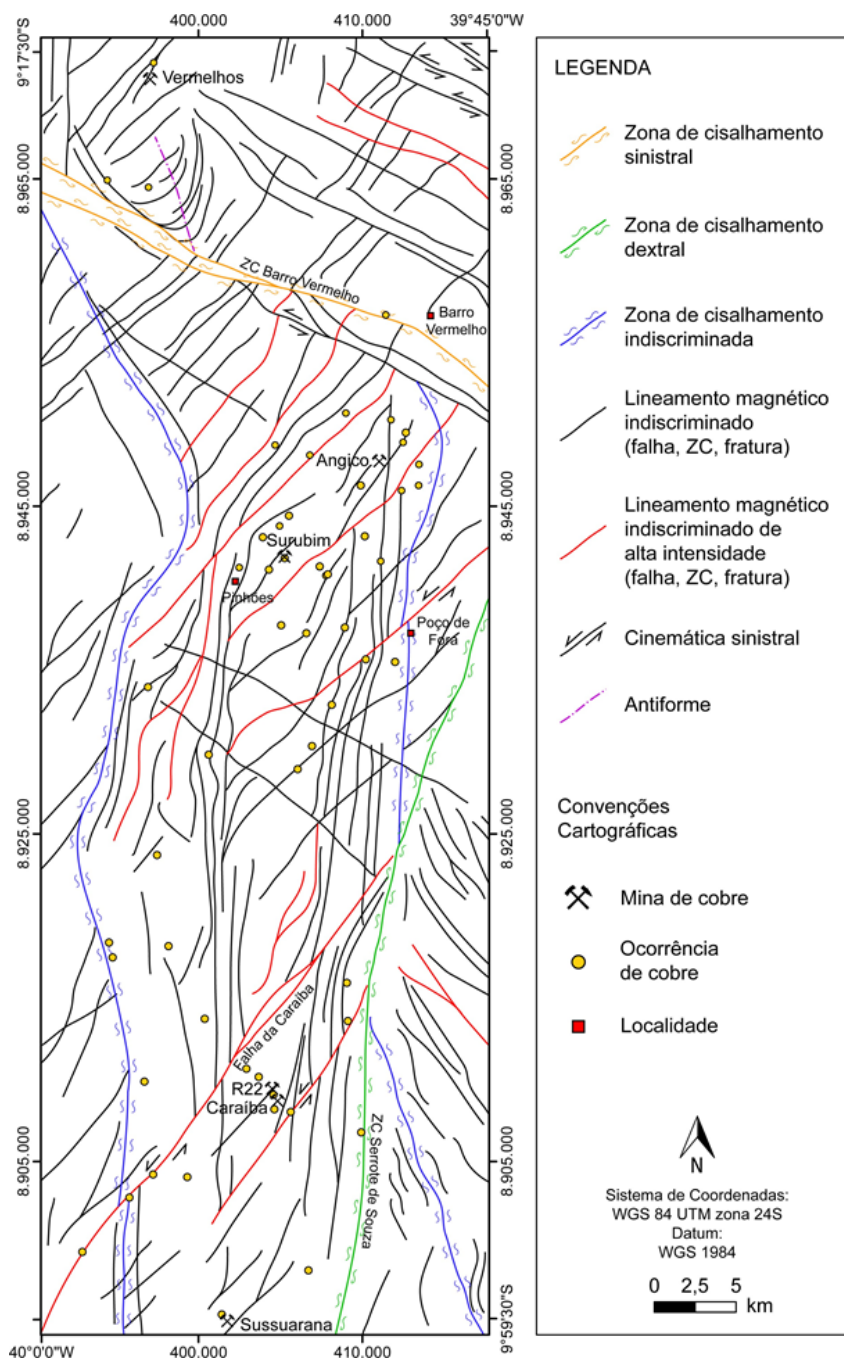 400.000
410.000
39°45'0"W
9°17'30"S
8.965.000
8.945.000
8.925.000
8.905.000
40°0'0"W
400.000
410.000
9°59'30"S
8.965.000
8.945.000
8.925.000
8.905.000
Vermelhos
ZC Barro Vermelho
Barro
Vermelho
Angico
Surubim
Pinhões
Poço de
Fora
Falha da Caraíba
R22
Caraíba
ZC Serrote de Souza
Sussuarana
LEGENDA
Zona de cisalhamento
sinistral
Zona de cisalhamento
dextral
Zona de cisalhamento
indiscriminada
Lineamento magnético
indiscriminado
(falha, ZC, fratura)
Lineamento magnético
indiscriminado de
alta intensidade
(falha, ZC, fratura)
Cinemática sinistral
Antiforme
Convenções
Cartográficas
Mina de cobre
Ocorrência
de cobre
Localidade
N
Sistema de Coordenadas:
WGS 84 UTM zona 24S
Datum:
WGS 1984
0 2,5 5
km